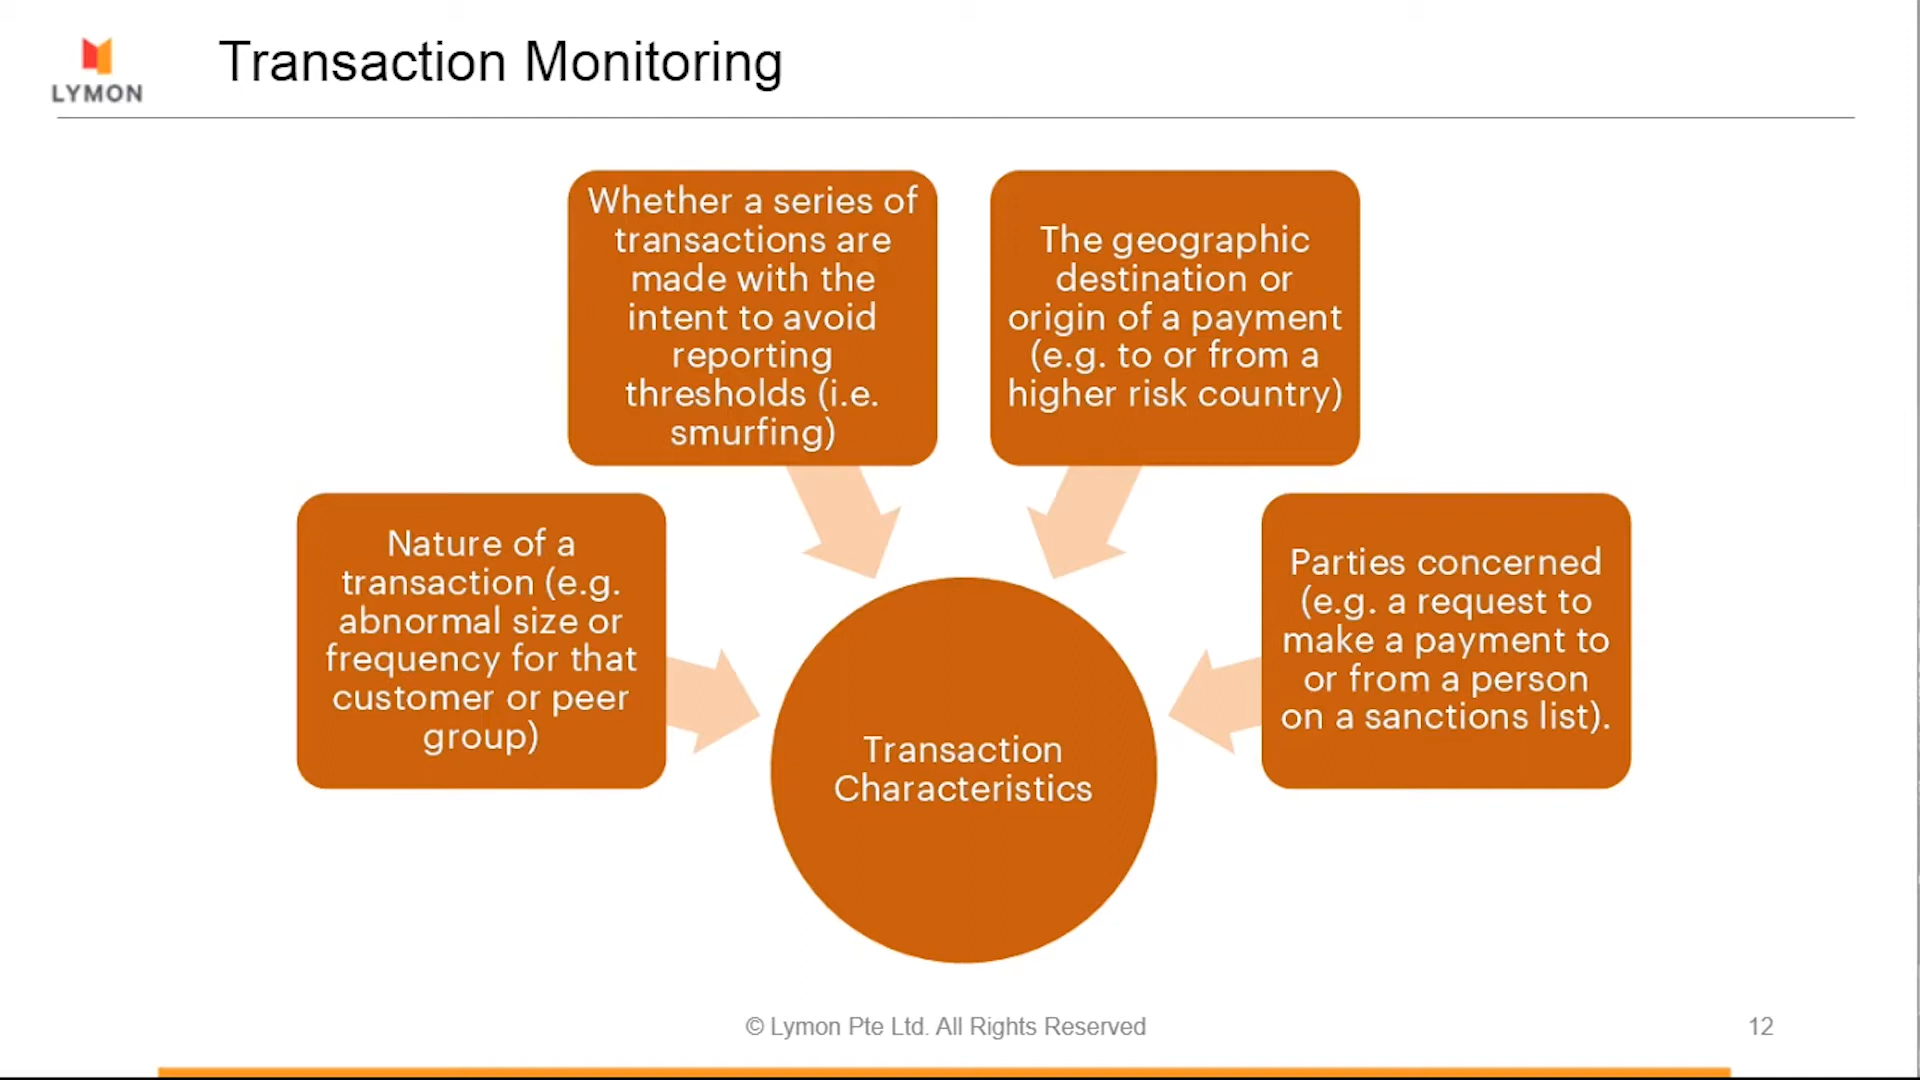 LYMON
Transaction Monitoring
Whether a series of
transactions are
made with the
intent to avoid
reporting
thresholds (i.e.
smurfing)
The geographic
destination or
origin of a payment
(e.g. to or from a
higher risk country)
Nature of a
transaction (e.g.
abnormal size or
frequency for that
customer or peer
group)
Parties concerned
(e.g. a request to
make a payment to
or from a person
on a sanctions list).
Transaction
Characteristics
© Lymon Pte Ltd. All Rights Reserved
12